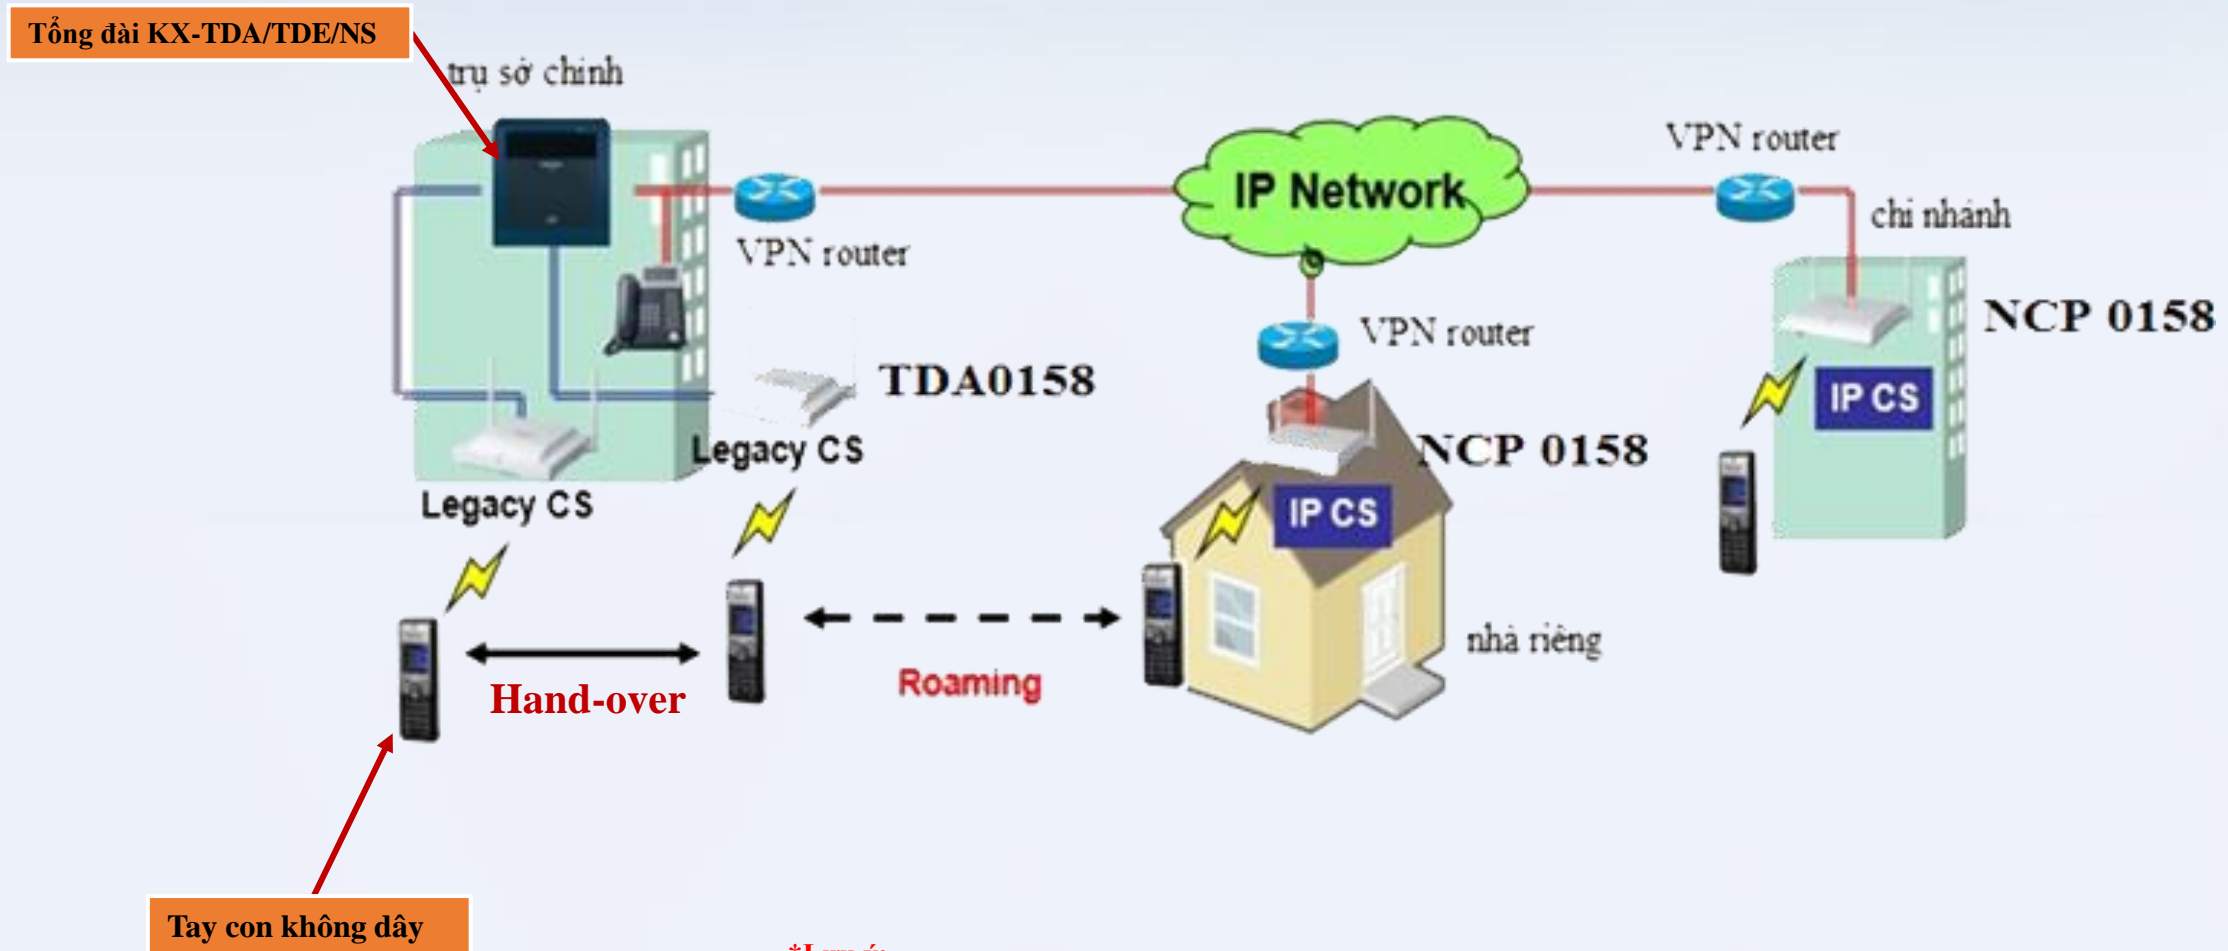 Tổng đài KX-TDA/TDE/NS
trụ sở chính
VPN router
IP Network
VPN router
chi nhánh
VPN router
NCP 0158
IP CS
TDA0158
Legacy CS
Legacy CS
NCP 0158
IP CS
nhà riêng
Hand-over
Roaming
Tay con không dây